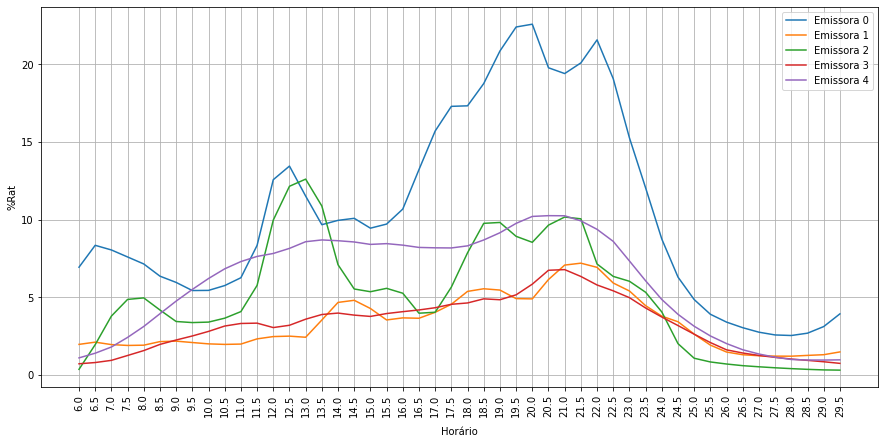 Emissora 0
Emissora 1
Emissora 2
Emissora 3
Emissora 4
%Rat
20
15
10
5
0
6.0 6.5 7.0 7.5 8.0 8.5 9.0 9.5 10.0 10.5 11.0 11.5 12.0 12.5 13.0 13.5 14.0 14.5 15.0 15.5 16.0 16.5 17.0 17.5 18.0 18.5 19.0 19.5 20.0 20.5 21.0 21.5 22.0 22.5 23.0 23.5 24.0 24.5 25.0 25.5 26.0 26.5 27.0 27.5 28.0 28.5 29.0 29.5
Horário